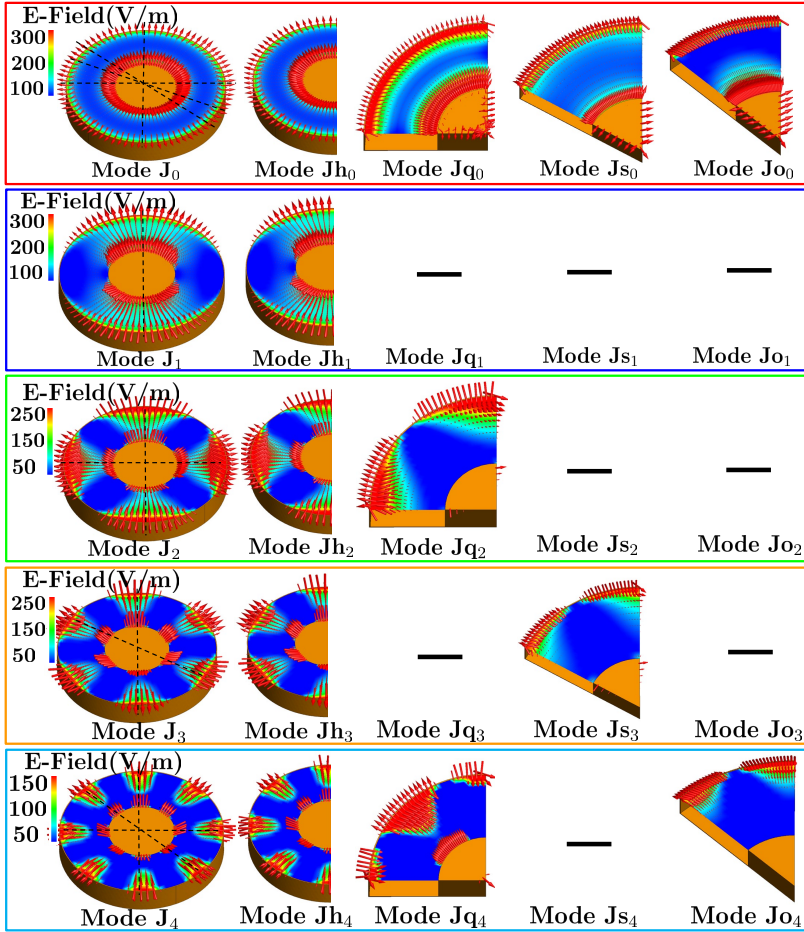 E-Field(V/m)
300
200
100
Mode J₀ Mode Jh₀ Mode Jq₀ Mode Js₀ Mode Jo₀
E-Field(V/m)
300
200
100
Mode J₁ Mode Jh₁ Mode Jq₁ Mode Js₁ Mode Jo₁
E-Field(V/m)
250
150
50
Mode J₂ Mode Jh₂ Mode Jq₂ Mode Js₂ Mode Jo₂
E-Field(V/m)
250
150
50
Mode J₃ Mode Jh₃ Mode Jq₃ Mode Js₃ Mode Jo₃
E-Field(V/m)
150
100
50
Mode J₄ Mode Jh₄ Mode Jq₄ Mode Js₄ Mode Jo₄